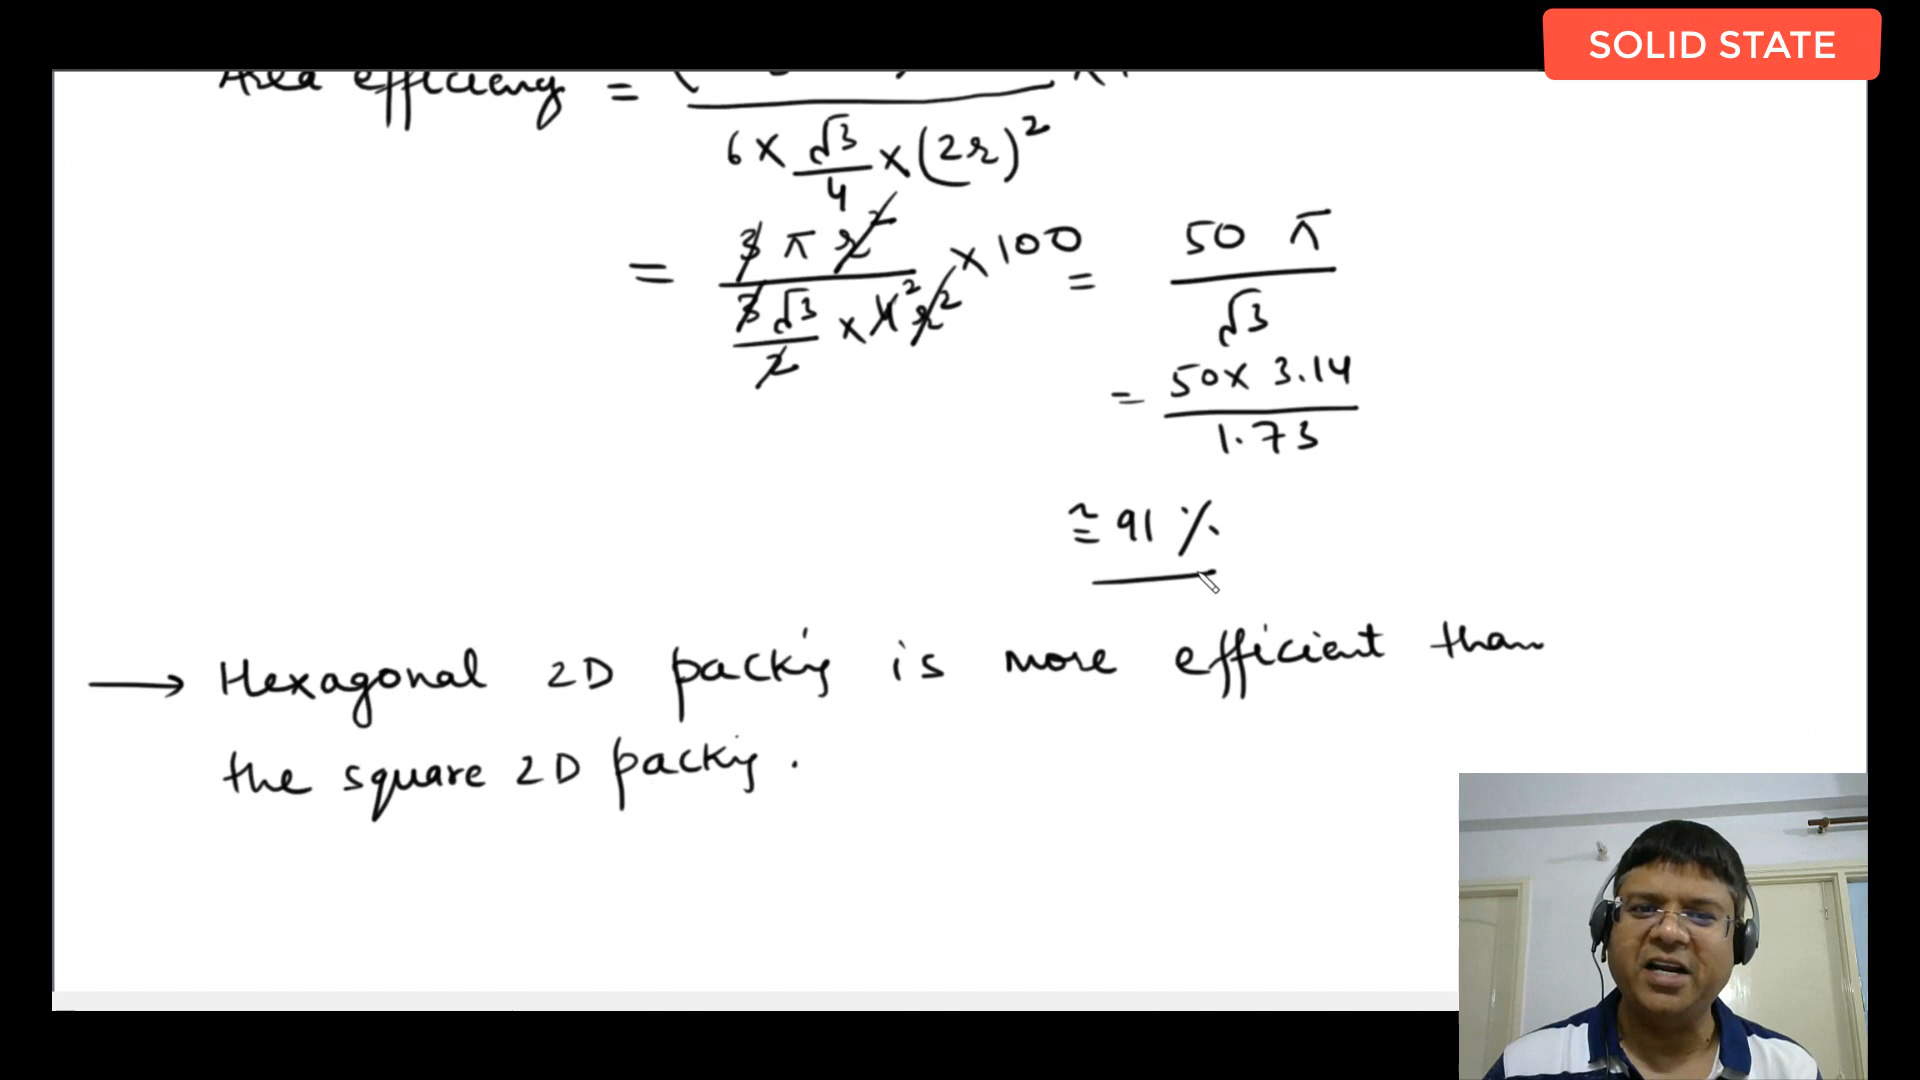 SOLID STATE
Area efficiency =
6 × √3/4 × (2r)²
= 3 π r² / (3√3/2 × 4 r²) × 100 = 50 π / √3
2
= 50 × 3.14 / 1.73
≅ 91 %
→ Hexagonal 2D packing is more efficient than
the square 2D packing.